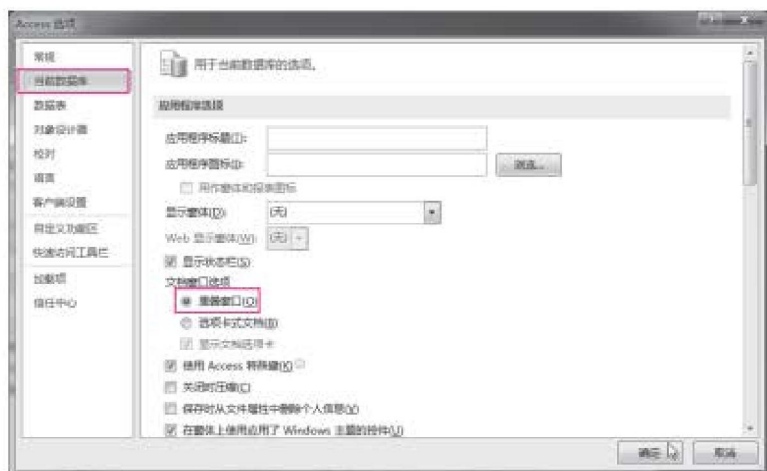 Access 选项
常规
当前数据库
数据表
对象设计器
校对
语言
客户端设置
自定义功能区
快速访问工具栏
加载项
信任中心
用于当前数据库的选项。
应用程序选项
应用程序标题(T):
应用程序图标(I):
浏览...
用作窗体和报表图标
显示窗体(D):
(无)
Web 显示窗体(W):
(无)
显示状态栏(S)
文档窗口选项
重叠窗口(O)
选项卡式文档(B)
显示文档选项卡
使用 Access 特殊键(K)
关闭时压缩(C)
保存时从文件属性中删除个人信息(V)
在窗体上使用应用了 Windows 主题的控件(U)
确定
取消